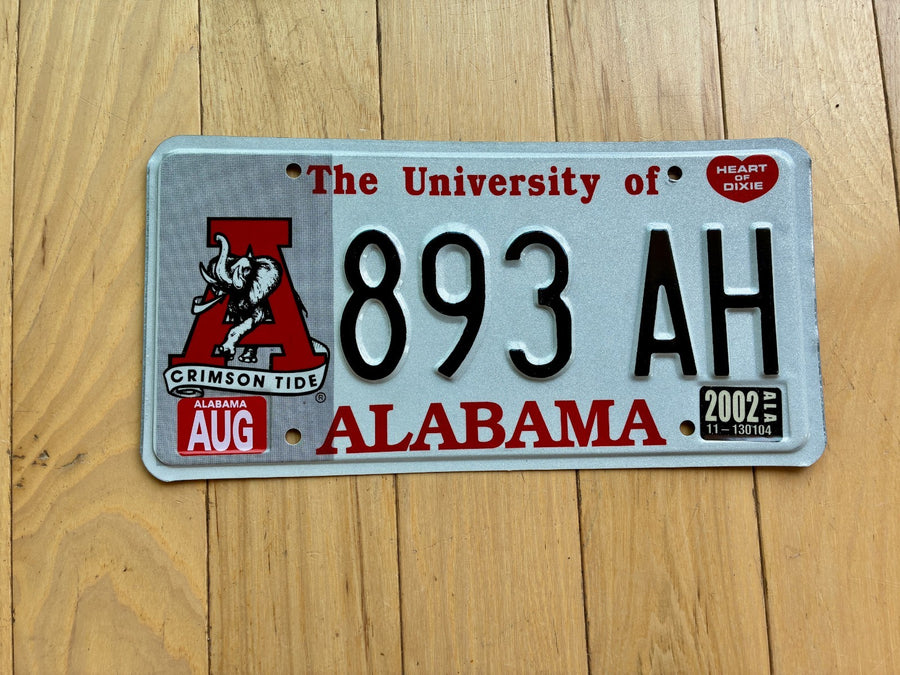 The University of
HEART
OF
DIXIE
A
893 AH
CRIMSON TIDE
®
ALABAMA
AUG
ALABAMA
2002
ALA
11-130104